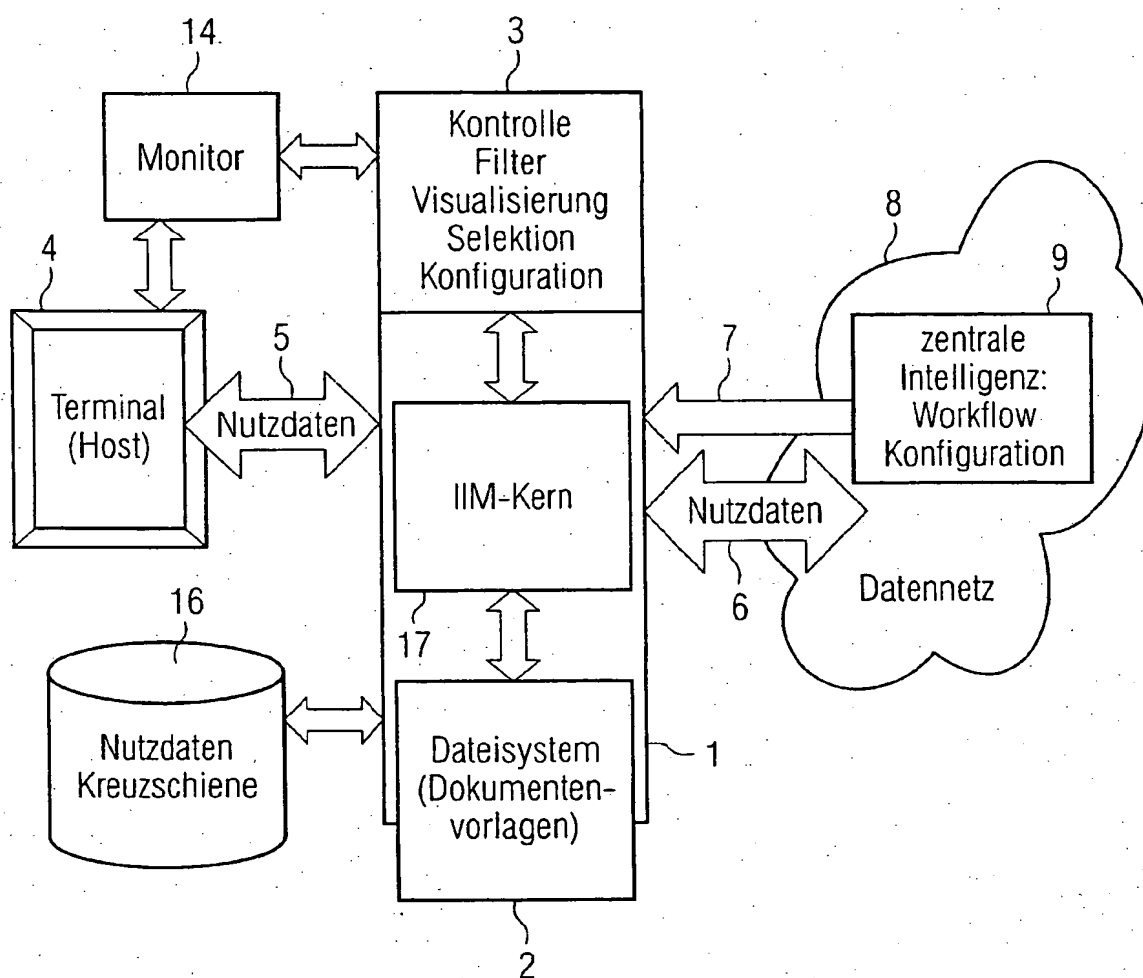 14
3
Monitor
Kontrolle
Filter
Visualisierung
Selektion
Konfiguration
8
9
4
5
7
zentrale
Intelligenz:
Workflow
Konfiguration
Terminal
(Host)
Nutzdaten
IIM-Kern
Nutzdaten
6
Datennetz
16
17
Nutzdaten
Kreuzschiene
Dateisystem
(Dokumenten-
vorlagen)
1
2